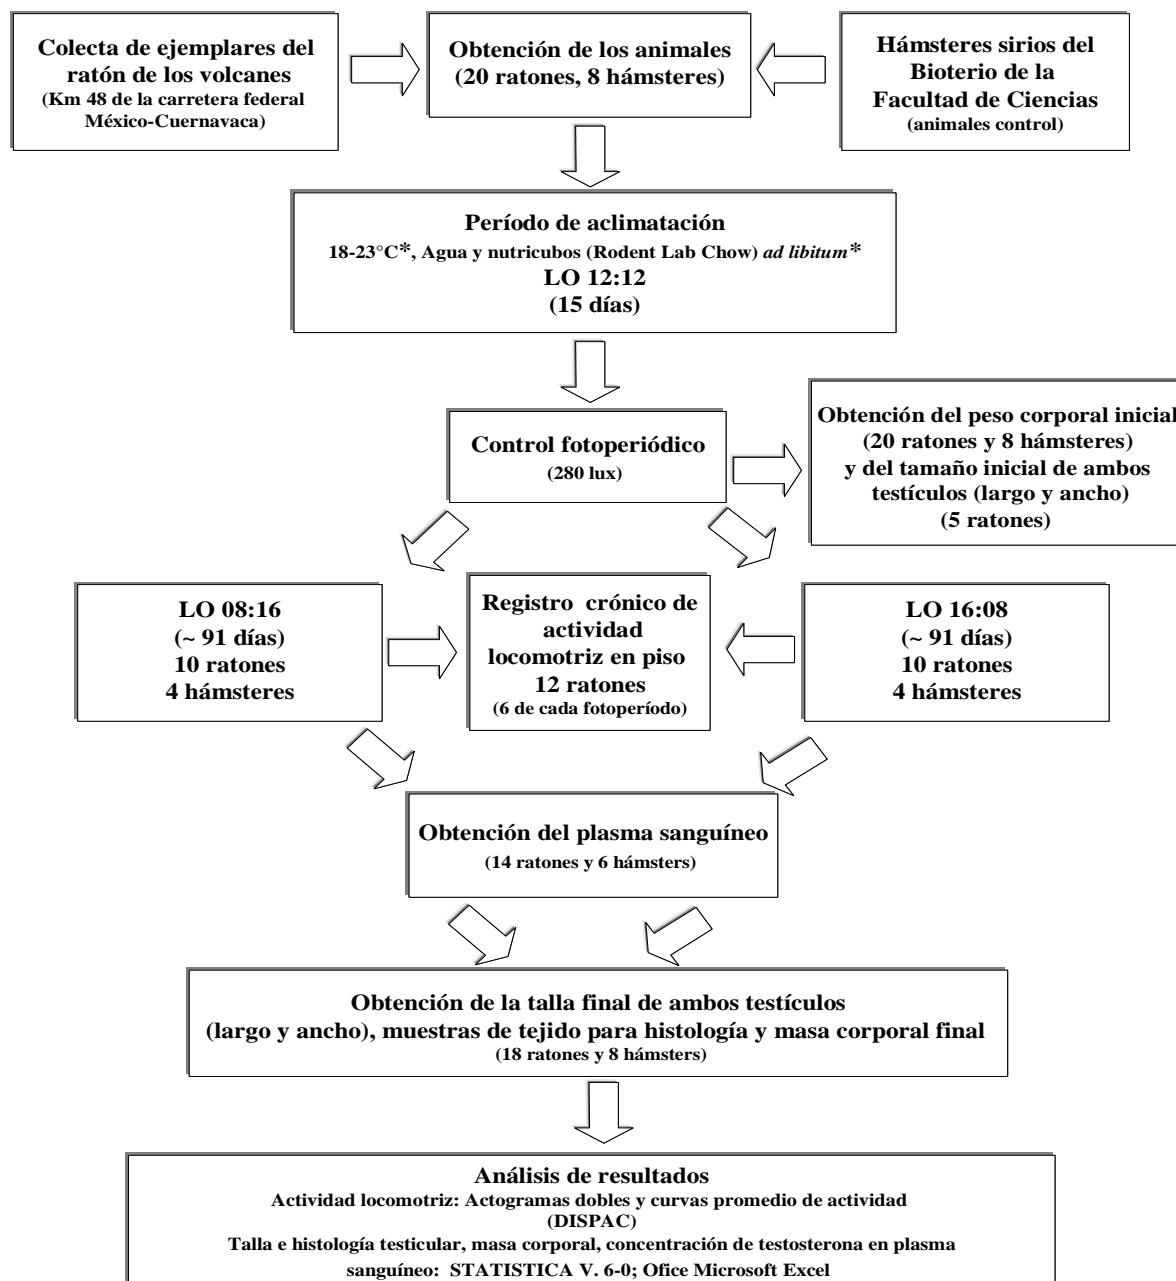 Colecta de ejemplares del
ratón de los volcanes
(Km 48 de la carretera federal
México-Cuernavaca)
Obtención de los animales
(20 ratones, 8 hámsteres)
Hámsteres sirios del
Bioterio de la
Facultad de Ciencias
(animales control)
Período de aclimatación
18-23°C*, Agua y nutricubos (Rodent Lab Chow) ad libitum*
LO 12:12
(15 días)
Control fotoperiódico
(280 lux)
Obtención del peso corporal inicial
(20 ratones y 8 hámsteres)
y del tamaño inicial de ambos
testículos (largo y ancho)
(5 ratones)
LO 08:16
(~ 91 días)
10 ratones
4 hámsteres
Registro crónico de
actividad
locomotriz en piso
12 ratones
(6 de cada fotoperíodo)
LO 16:08
(~ 91 días)
10 ratones
4 hámsteres
Obtención del plasma sanguíneo
(14 ratones y 6 hámsters)
Obtención de la talla final de ambos testículos
(largo y ancho), muestras de tejido para histología y masa corporal final
(18 ratones y 8 hámsters)
Análisis de resultados
Actividad locomotriz: Actogramas dobles y curvas promedio de actividad
(DISPAC)
Talla e histología testicular, masa corporal, concentración de testosterona en plasma
sanguíneo: STATISTICA V. 6-0; Ofice Microsoft Excel